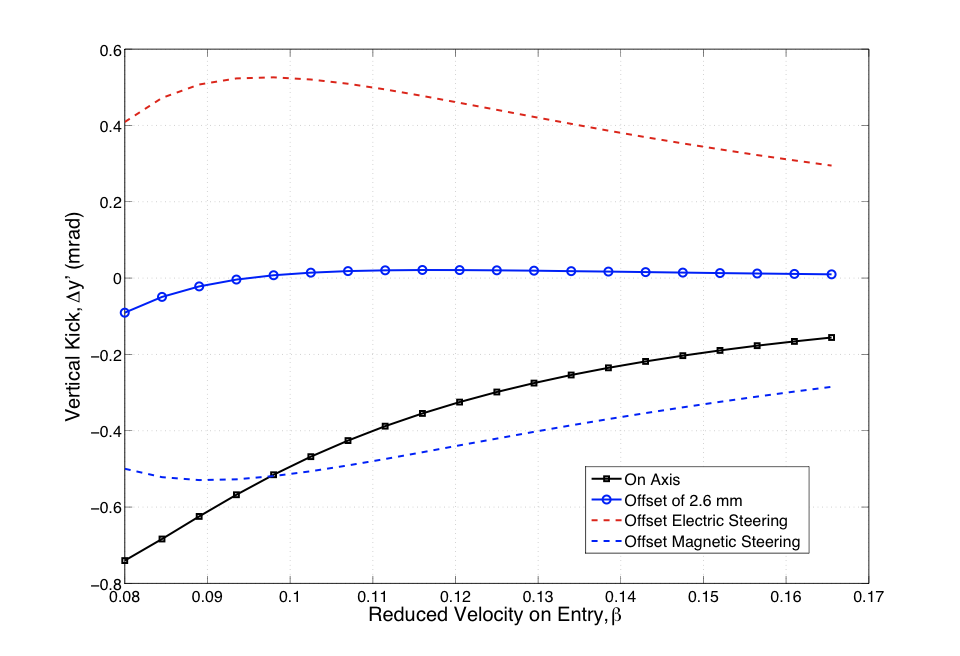 0.6
0.4
0.2
0
−0.2
−0.4
−0.6
−0.8
Vertical Kick, Δy' (mrad)
On Axis
Offset of 2.6 mm
Offset Electric Steering
Offset Magnetic Steering
0.08 0.09 0.1 0.11 0.12 0.13 0.14 0.15 0.16 0.17
Reduced Velocity on Entry, β